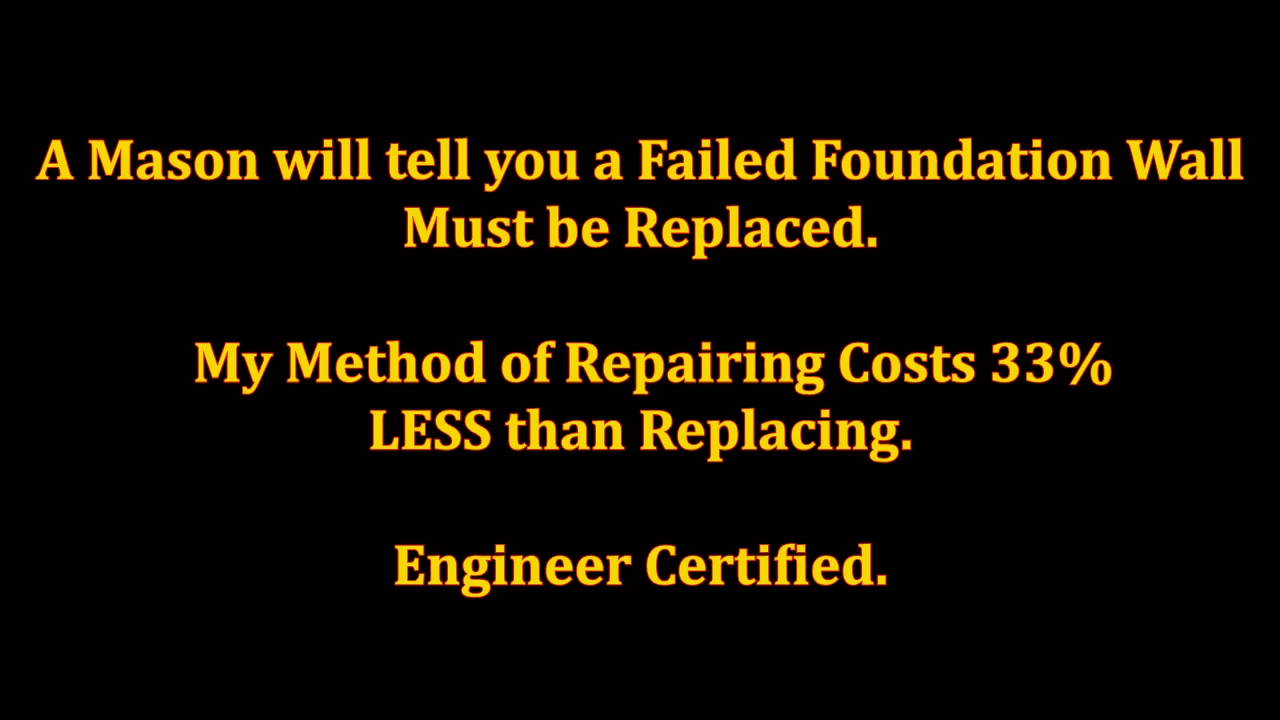 A Mason will tell you a Failed Foundation Wall
Must be Replaced.
My Method of Repairing Costs 33%
LESS than Replacing.
Engineer Certified.